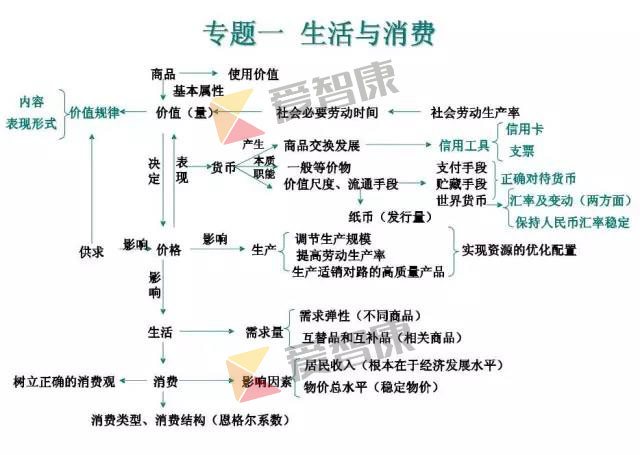 专题一 生活与消费
商品
使用价值
基本属性
内容
表现形式
价值规律
价值（量）
社会必要劳动时间
社会劳动生产率
决定
表现
货币
产生
本质
职能
商品交换发展
一般等价物
价值尺度、流通手段
信用工具
信用卡
支票
支付手段
贮藏手段
世界货币
正确对待货币
汇率及变动（两方面）
保持人民币汇率稳定
纸币（发行量）
供求
影响
价格
影响
生产
调节生产规模
提高劳动生产率
生产适销对路的高质量产品
实现资源的优化配置
影响
生活
需求量
需求弹性（不同商品）
互替品和互补品（相关商品）
树立正确的消费观
消费
影响因素
居民收入（根本在于经济发展水平）
物价总水平（稳定物价）
消费类型、消费结构（恩格尔系数）
爱智康
爱智康